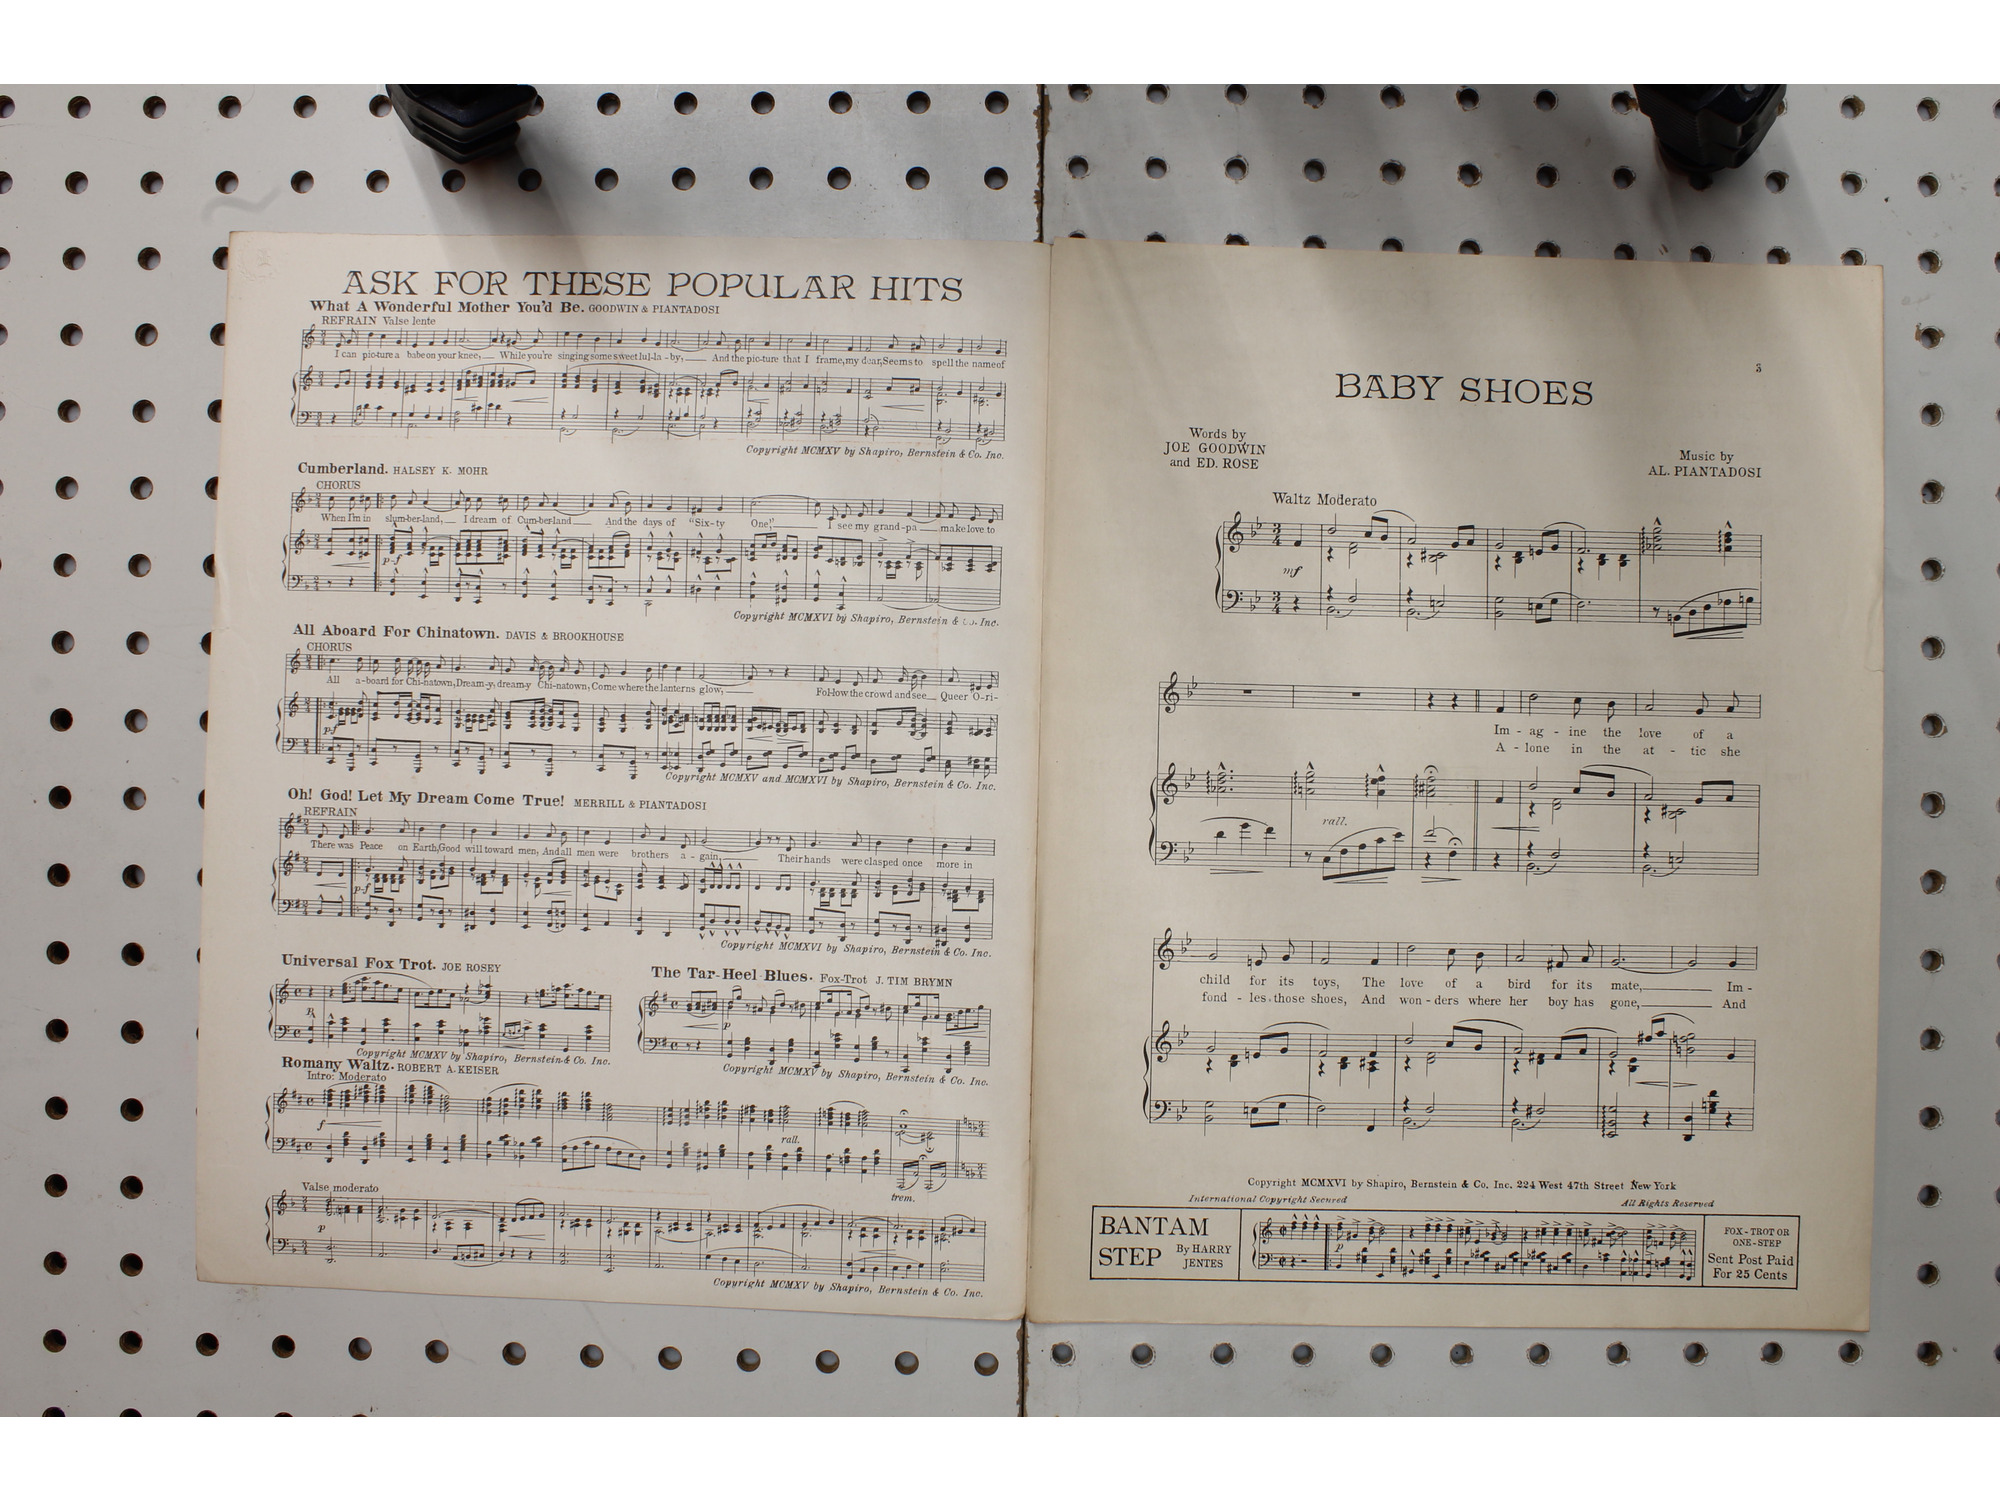 ASK FOR THESE POPULAR HITS
What A Wonderful Mother You'd Be. GOODWIN & PIANTADOSI
REFRAIN Valse lente
I can pic-ture a babe on your knee, While you're singing some sweet lul-la-by, And the pic-ture that I frame, my dear, Seems to spell the name of
Copyright MCMXV by Shapiro, Bernstein & Co. Inc.
Cumberland. HALSEY K. MOHR
CHORUS
When I'm in slum-ber-land, I dream of Cum-ber-land And the days of "Six-ty One," I see my grand-pa make love to
p-f
Copyright MCMXVI by Shapiro, Bernstein & Co. Inc.
All Aboard For Chinatown. DAVIS & BROOKHOUSE
CHORUS
All a-board for Chi-natown, Dream-y, dream-y Chi-natown, Come where the lanterns glow, Fol-low the crowd and see Queer O-ri-
p-f
Copyright MCMXV and MCMXVI by Shapiro, Bernstein & Co. Inc.
Oh! God! Let My Dream Come True! MERRILL & PIANTADOSI
REFRAIN
There was Peace on Earth, Good will toward men, And all men were brothers a-gain, Their hands were clasped once more in
p-f
Copyright MCMXVI by Shapiro, Bernstein & Co. Inc.
Universal Fox Trot. JOE ROSEY
Copyright MCMXV by Shapiro, Bernstein & Co. Inc.
The Tar-Heel Blues. Fox-Trot J. TIM BRYMN
p
Copyright MCMXV by Shapiro, Bernstein & Co. Inc.
Romany Waltz. ROBERT A. KEISER
Intro: Moderato
f
rall.
trem.
Valse moderato
p
Copyright MCMXV by Shapiro, Bernstein & Co. Inc.
3
BABY SHOES
Words by
JOE GOODWIN
and ED. ROSE
Music by
AL. PIANTADOSI
Waltz Moderato
mf
Im - ag - ine the love of a
A - lone in the at - tic she
rall.
child for its toys, The love of a bird for its mate, Im -
fond - les those shoes, And won - ders where her boy has gone, And
Copyright MCMXVI by Shapiro, Bernstein & Co. Inc. 224 West 47th Street New York
International Copyright Secured
All Rights Reserved
BANTAM
STEP
By HARRY
JENTES
p
FOX-TROT OR
ONE-STEP
Sent Post Paid
For 25 Cents